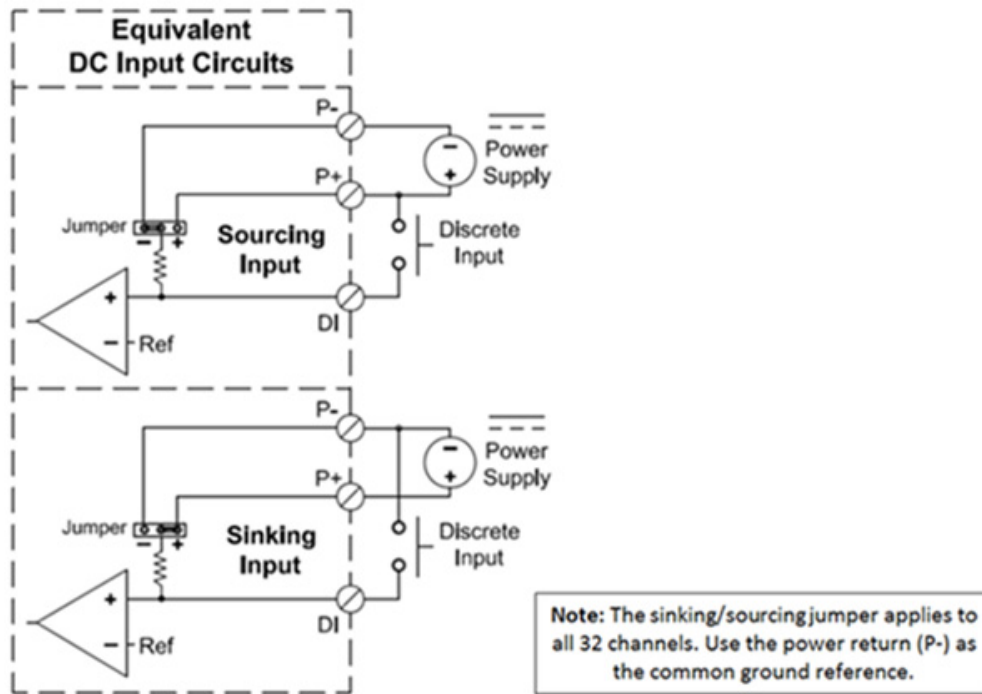 Equivalent
DC Input Circuits
P-
−
Power
Supply
P+
+
Jumper
− +
Sourcing
Input
Discrete
Input
+
DI
−
Ref
P-
−
Power
Supply
P+
+
Jumper
− +
Sinking
Input
Discrete
Input
+
DI
−
Ref
Note: The sinking/sourcing jumper applies to
all 32 channels. Use the power return (P-) as
the common ground reference.